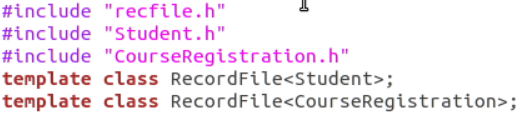 #include "recfile.h"
#include "Student.h"
#include "CourseRegistration.h"
template class RecordFile<Student>;
template class RecordFile<CourseRegistration>;